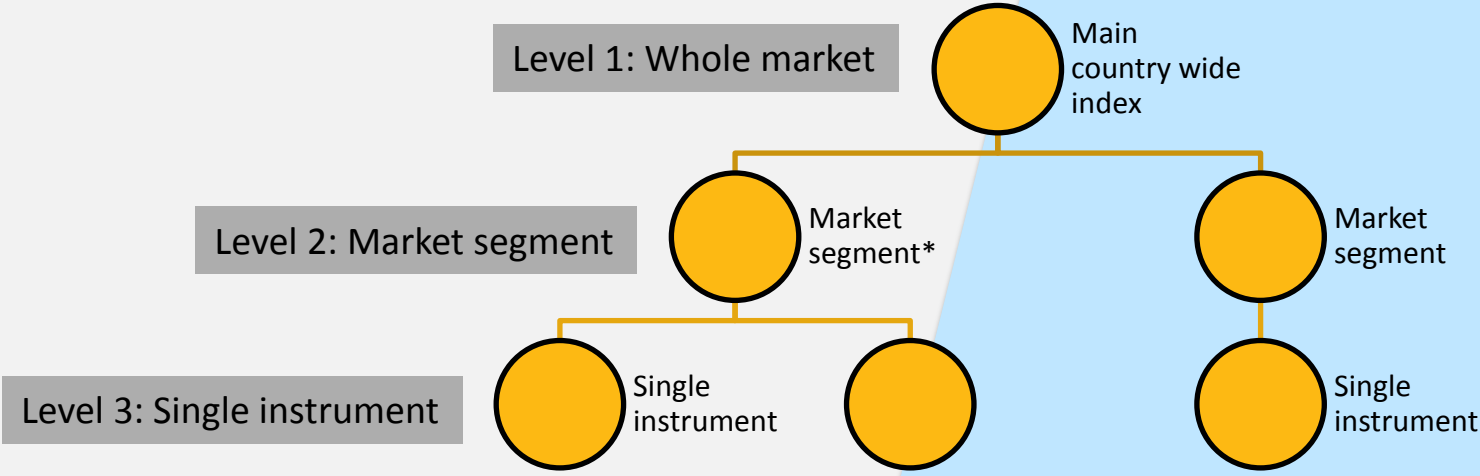 Level 1: Whole market
Main
country wide
index
Level 2: Market segment
Market
segment*
Market
segment
Level 3: Single instrument
Single
instrument
Single
instrument